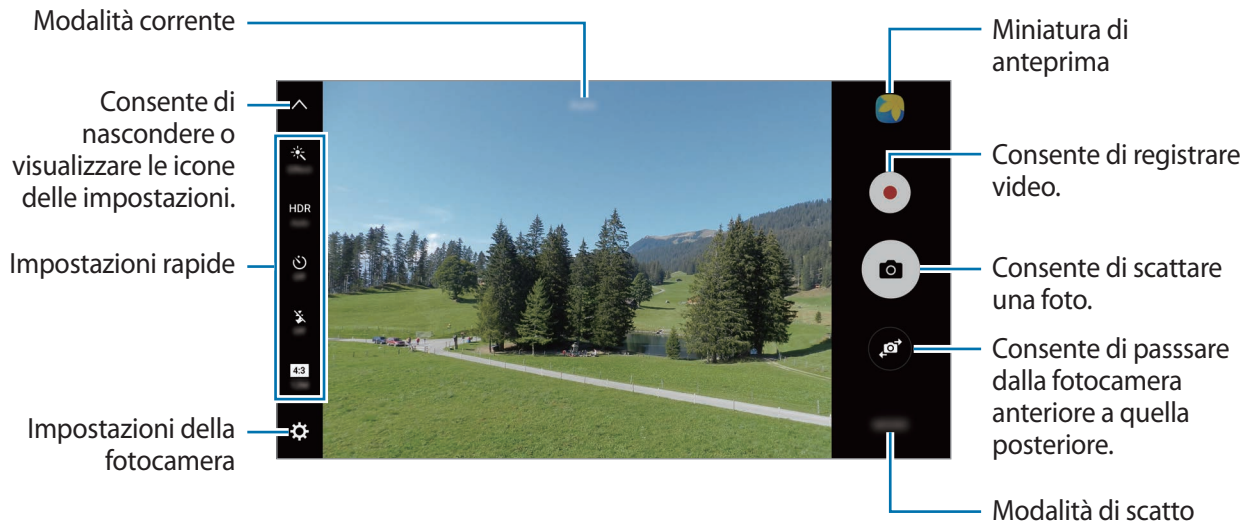 Modalità corrente
Consente di
nascondere o
visualizzare le icone
delle impostazioni.
Impostazioni rapide
Impostazioni della
fotocamera
HDR
4:3
Miniatura di
anteprima
Consente di registrare
video.
Consente di scattare
una foto.
Consente di passsare
dalla fotocamera
anteriore a quella
posteriore.
Modalità di scatto